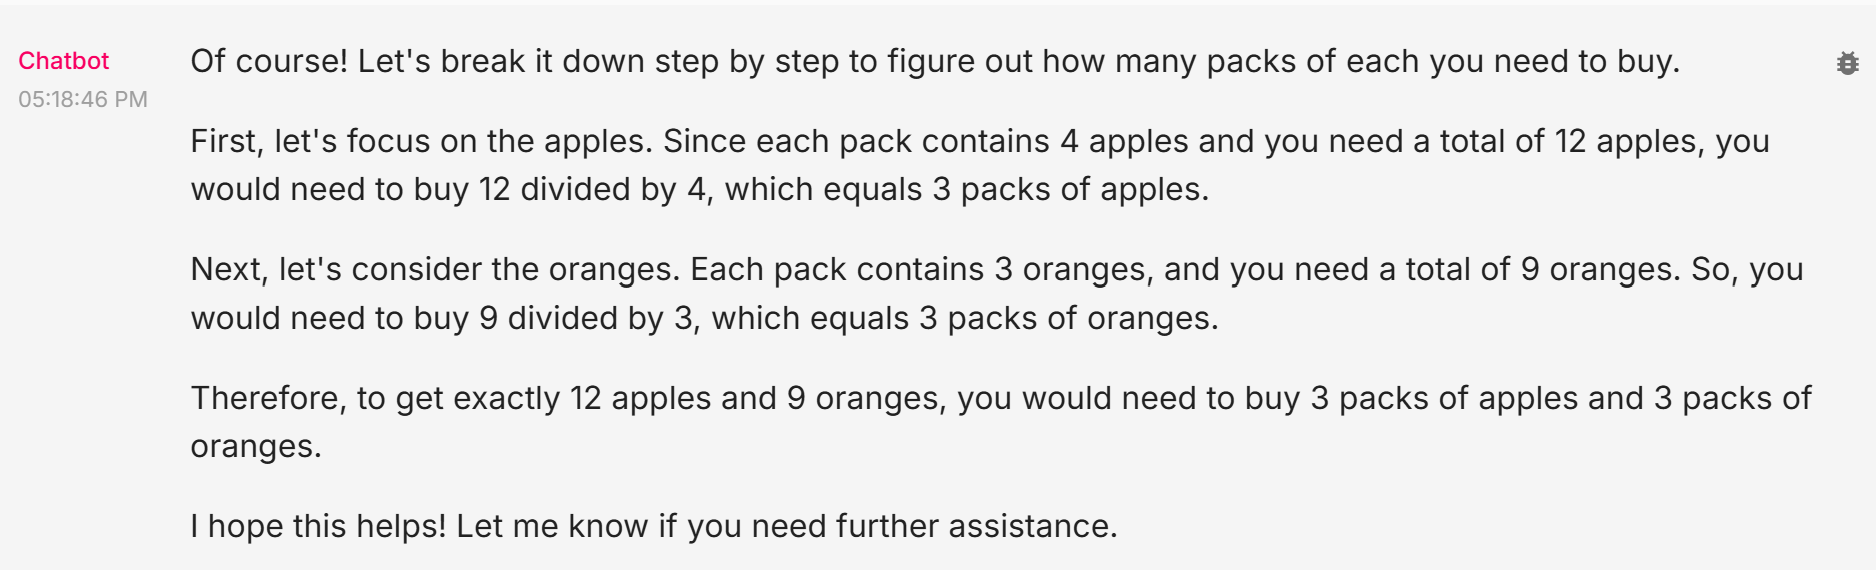 Chatbot
05:18:46 PM
Of course! Let's break it down step by step to figure out how many packs of each you need to buy.
First, let's focus on the apples. Since each pack contains 4 apples and you need a total of 12 apples, you
would need to buy 12 divided by 4, which equals 3 packs of apples.
Next, let's consider the oranges. Each pack contains 3 oranges, and you need a total of 9 oranges. So, you
would need to buy 9 divided by 3, which equals 3 packs of oranges.
Therefore, to get exactly 12 apples and 9 oranges, you would need to buy 3 packs of apples and 3 packs of
oranges.
I hope this helps! Let me know if you need further assistance.